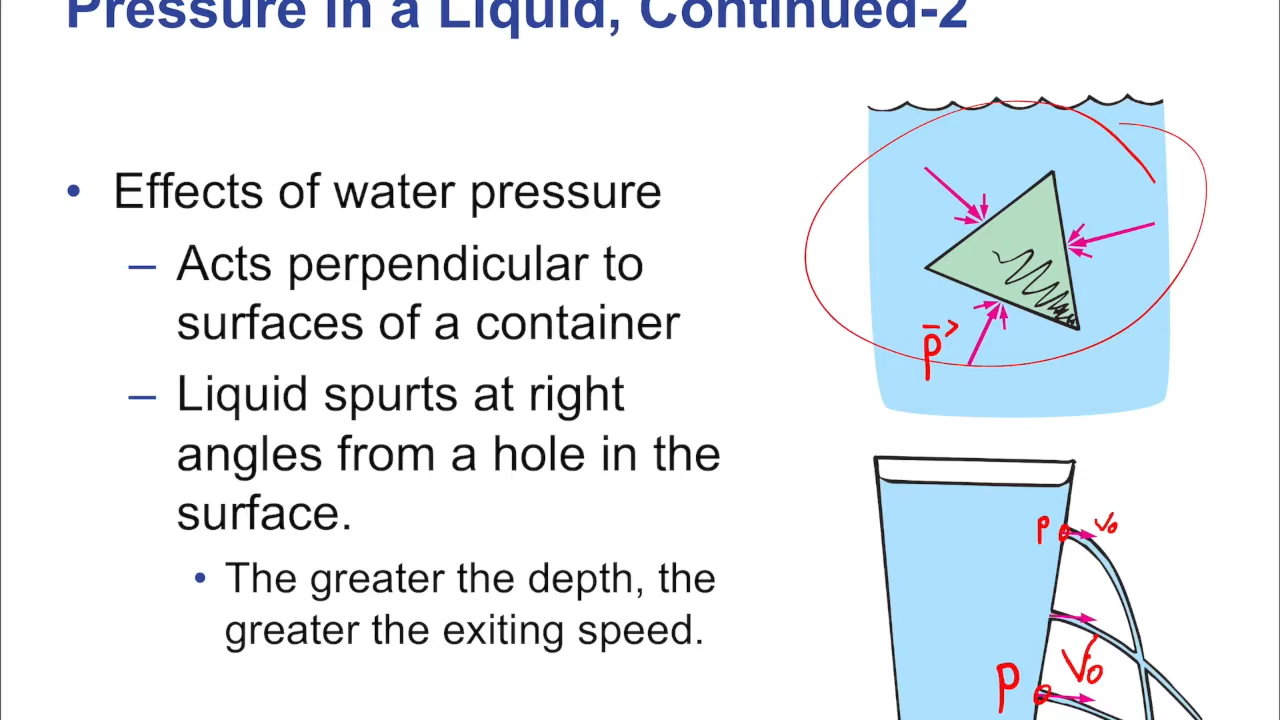 Pressure in a Liquid, Continued-2
• Effects of water pressure
– Acts perpendicular to
surfaces of a container
– Liquid spurts at right
angles from a hole in the
surface.
• The greater the depth, the
greater the exiting speed.
p
p
v₀
p
V₀